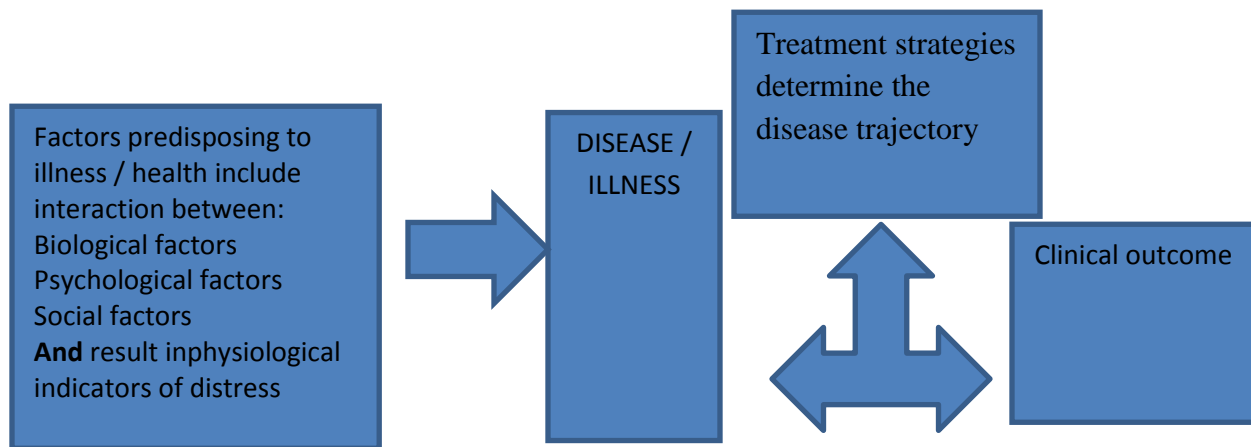 Factors predisposing to
illness / health include
interaction between:
Biological factors
Psychological factors
Social factors
And result inphysiological
indicators of distress
DISEASE /
ILLNESS
Treatment strategies
determine the
disease trajectory
Clinical outcome